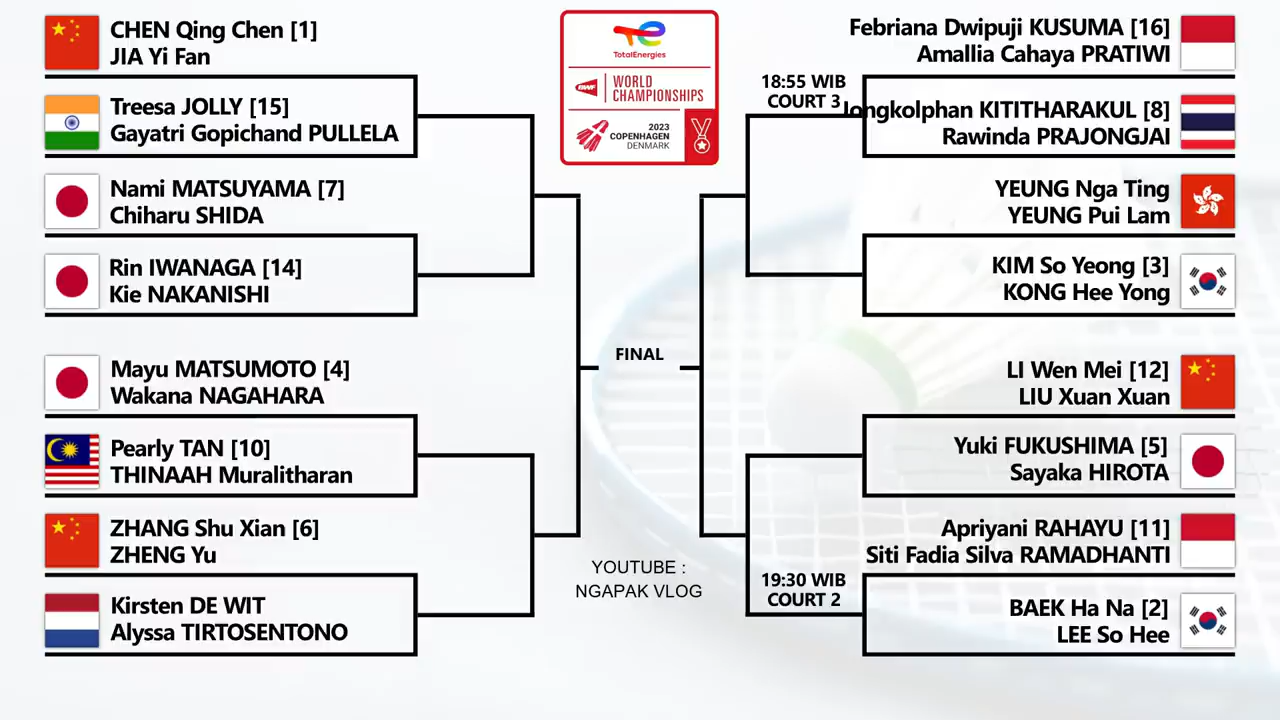 CHEN Qing Chen [1]
JIA Yi Fan
Treesa JOLLY [15]
Gayatri Gopichand PULLELA
Nami MATSUYAMA [7]
Chiharu SHIDA
Rin IWANAGA [14]
Kie NAKANISHI
Mayu MATSUMOTO [4]
Wakana NAGAHARA
Pearly TAN [10]
THINAAH Muralitharan
ZHANG Shu Xian [6]
ZHENG Yu
Kirsten DE WIT
Alyssa TIRTOSENTONO
TotalEnergies
BWF
WORLD
CHAMPIONSHIPS
2023
COPENHAGEN
DENMARK
FINAL
YOUTUBE :
NGAPAK VLOG
Febriana Dwipuji KUSUMA [16]
Amallia Cahaya PRATIWI
18:55 WIB
COURT 3
Jongkolphan KITITHARAKUL [8]
Rawinda PRAJONGJAI
YEUNG Nga Ting
YEUNG Pui Lam
KIM So Yeong [3]
KONG Hee Yong
LI Wen Mei [12]
LIU Xuan Xuan
Yuki FUKUSHIMA [5]
Sayaka HIROTA
Apriyani RAHAYU [11]
Siti Fadia Silva RAMADHANTI
19:30 WIB
COURT 2
BAEK Ha Na [2]
LEE So Hee